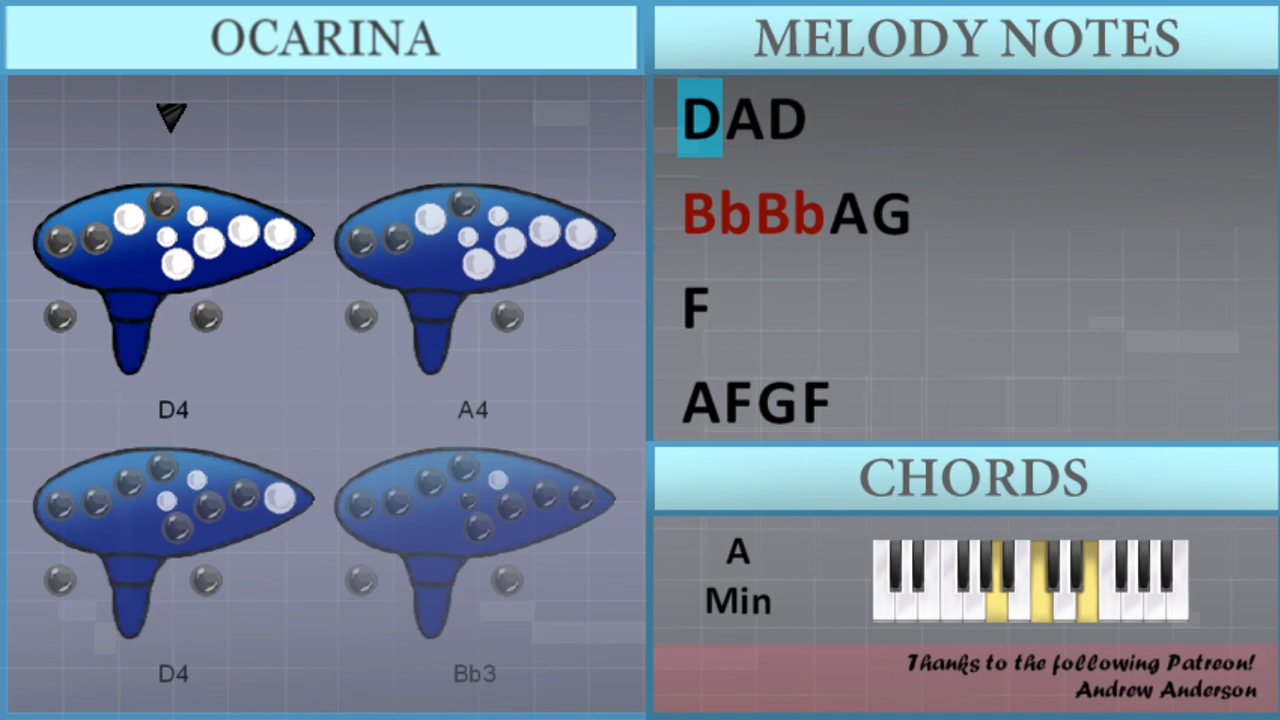 OCARINA
D4
A4
D4
Bb3
MELODY NOTES
DAD
BbBbAG
F
AFGF
CHORDS
A
Min
Thanks to the following Patreon!
Andrew Anderson